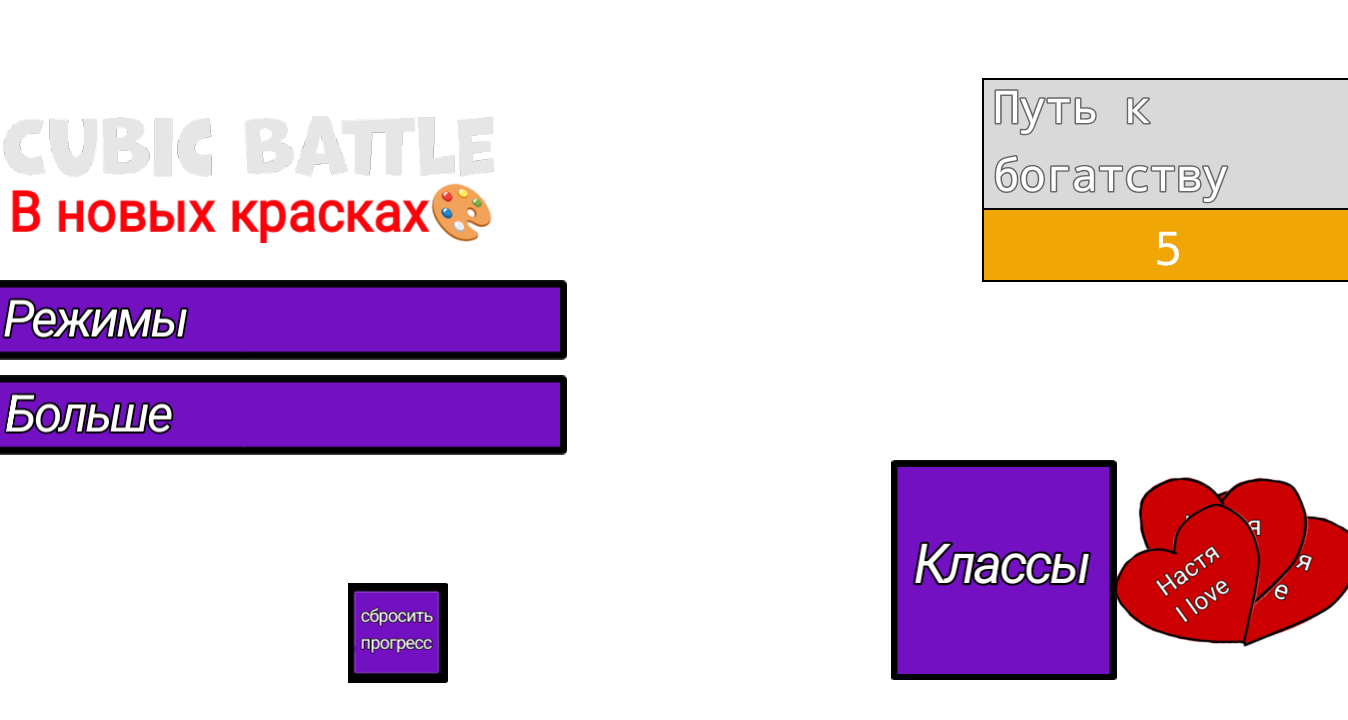 CUBIC BATTLE
В новых красках
Режимы
Больше
сбросить
прогресс
Путь к
богатству
5
Классы
Настя
I love
я
я
е